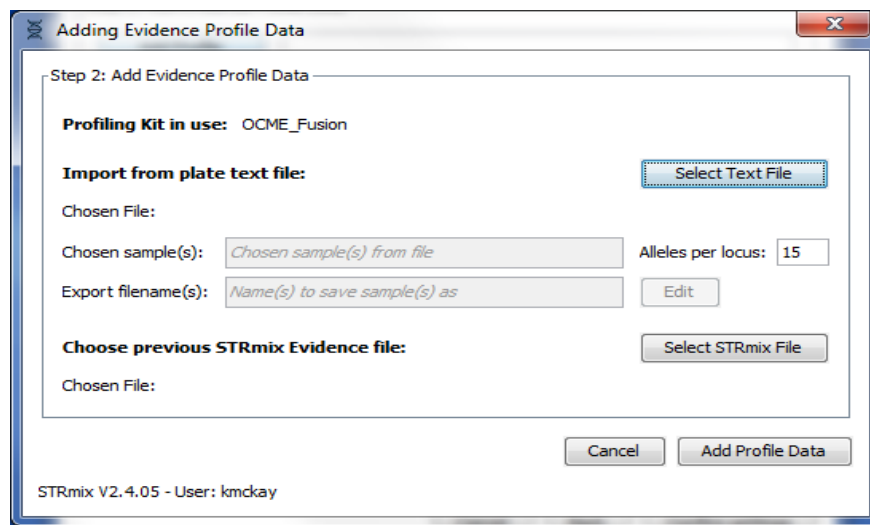 Adding Evidence Profile Data
Step 2: Add Evidence Profile Data
Profiling Kit in use: OCME_Fusion
Import from plate text file: Select Text File
Chosen File:
Chosen sample(s): Chosen sample(s) from file Alleles per locus: 15
Export filename(s): Name(s) to save sample(s) as Edit
Choose previous STRmix Evidence file: Select STRmix File
Chosen File:
Cancel Add Profile Data
STRmix V2.4.05 - User: kmckay